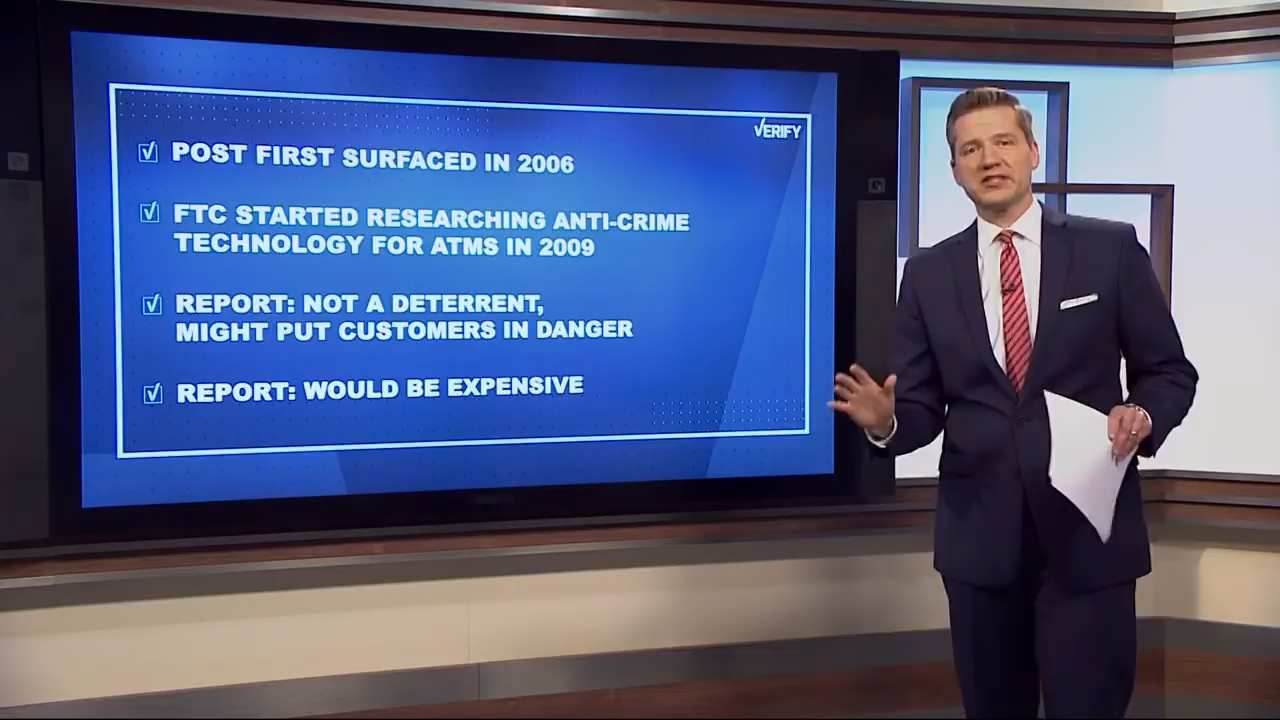 VERIFY
POST FIRST SURFACED IN 2006
FTC STARTED RESEARCHING ANTI-CRIME
TECHNOLOGY FOR ATMS IN 2009
REPORT: NOT A DETERRENT,
MIGHT PUT CUSTOMERS IN DANGER
REPORT: WOULD BE EXPENSIVE